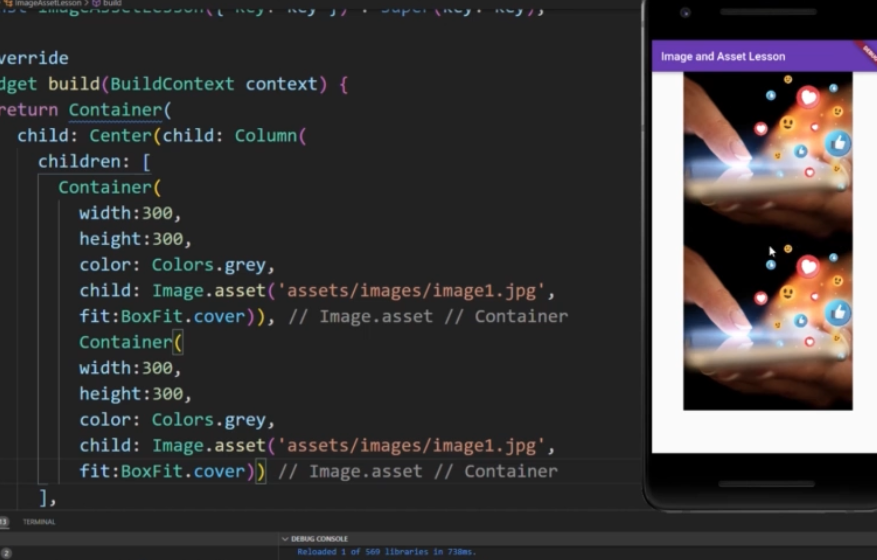 imageAssetLesson > build
ImageAssetLesson({ Key? key }) : super(key: key);
verride
dget build(BuildContext context) {
return Container(
child: Center(child: Column(
children: [
Container(
width:300,
height:300,
color: Colors.grey,
child: Image.asset('assets/images/image1.jpg',
fit:BoxFit.cover)), // Image.asset // Container
Container(
width:300,
height:300,
color: Colors.grey,
child: Image.asset('assets/images/image1.jpg',
fit:BoxFit.cover)) // Image.asset // Container
],
13 TERMINAL
DEBUG CONSOLE
2
Reloaded 1 of 569 libraries in 738ms.
Image and Asset Lesson
DEBUG